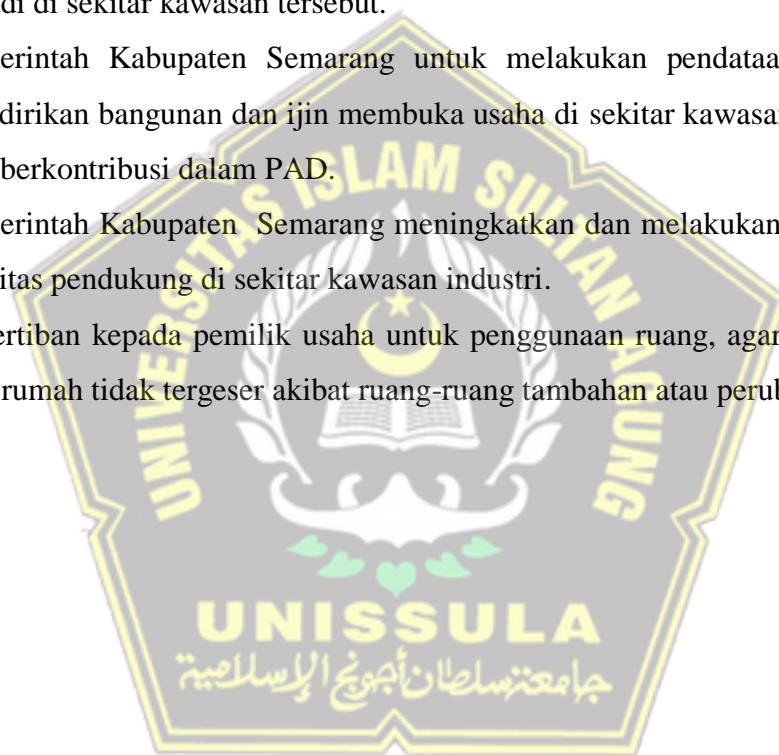 adi di sekitar kawasan tersebut.
erintah Kabupaten Semarang untuk melakukan pendataa
dirikan bangunan dan ijin membuka usaha di sekitar kawasa
berkontribusi dalam PAD.
erintah Kabupaten Semarang meningkatkan dan melakukan
itas pendukung di sekitar kawasan industri.
ertiban kepada pemilik usaha untuk penggunaan ruang, agar
rumah tidak tergeser akibat ruang-ruang tambahan atau perub
UNIVERSITAS ISLAM SULTAN AGUNG
UNISSULA
جامعة سلطان أجونج الإسلامية